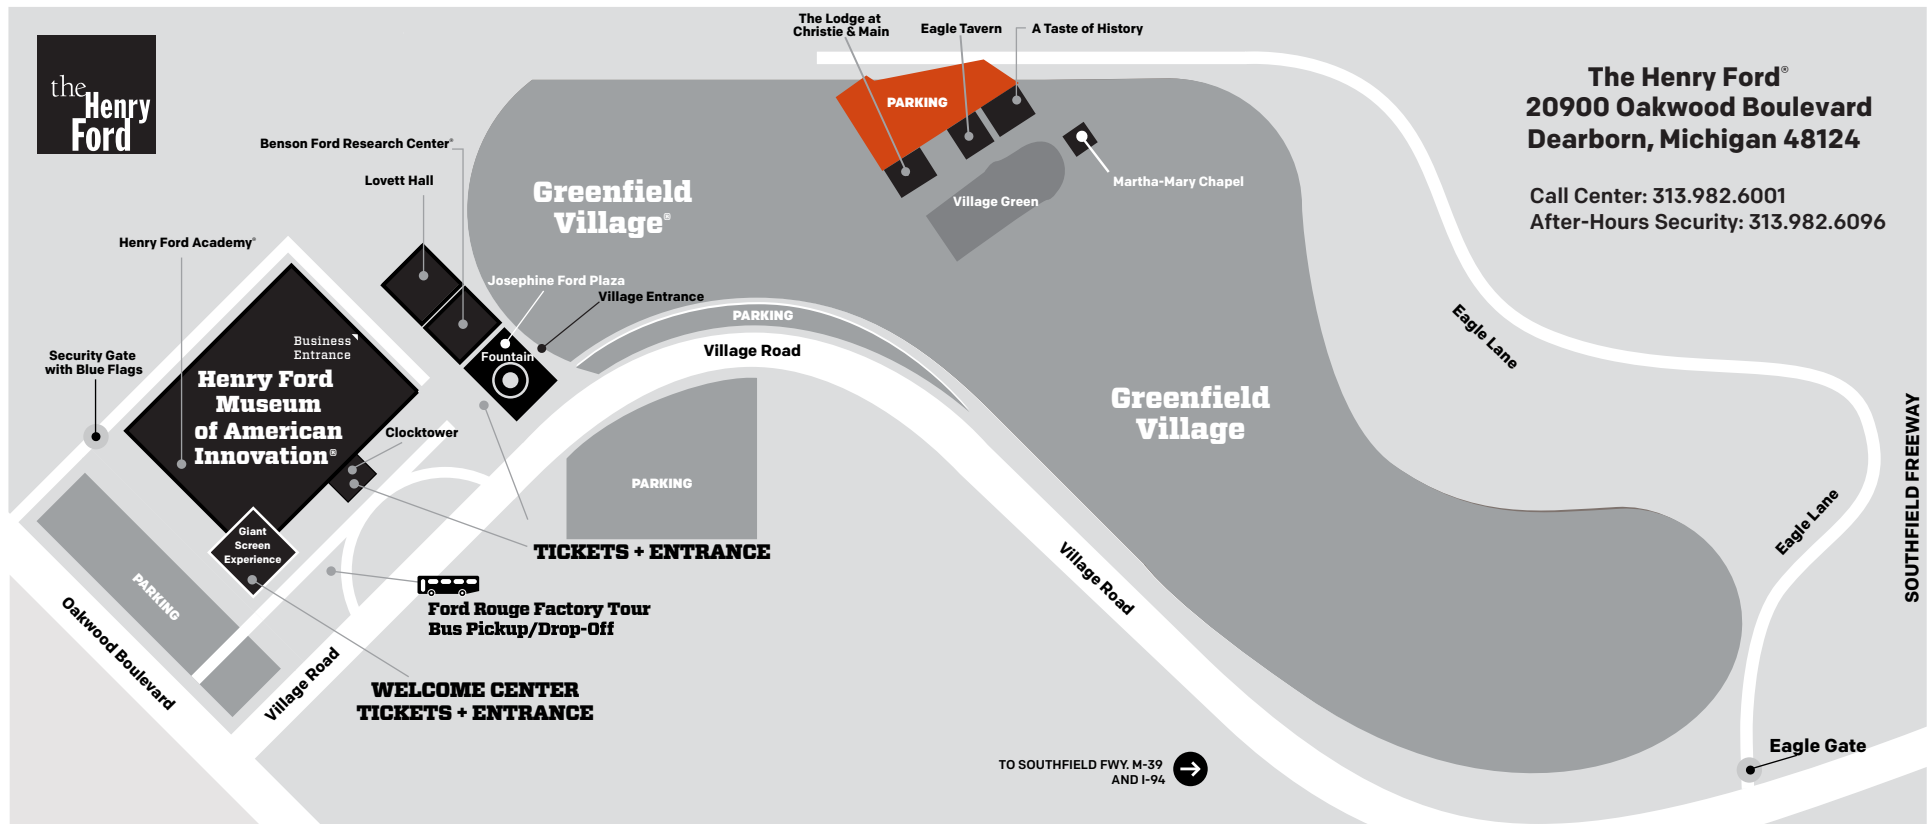 the
Henry
Ford
The Lodge at
Christie & Main
Eagle Tavern
A Taste of History
PARKING
The Henry Ford®
20900 Oakwood Boulevard
Dearborn, Michigan 48124
Call Center: 313.982.6001
After-Hours Security: 313.982.6096
Benson Ford Research Center®
Lovett Hall
Henry Ford Academy®
Greenfield
Village®
Martha-Mary Chapel
Village Green
Josephine Ford Plaza
Village Entrance
PARKING
Village Road
Business
Entrance
Fountain
Security Gate
with Blue Flags
Henry Ford
Museum
of American
Innovation®
Clocktower
Greenfield
Village
Eagle Lane
SOUTHFIELD FREEWAY
PARKING
Giant
Screen
Experience
TICKETS + ENTRANCE
Eagle Lane
PARKING
Ford Rouge Factory Tour
Bus Pickup/Drop-Off
Village Road
Oakwood Boulevard
Village Road
WELCOME CENTER
TICKETS + ENTRANCE
TO SOUTHFIELD FWY. M-39
AND I-94
Eagle Gate